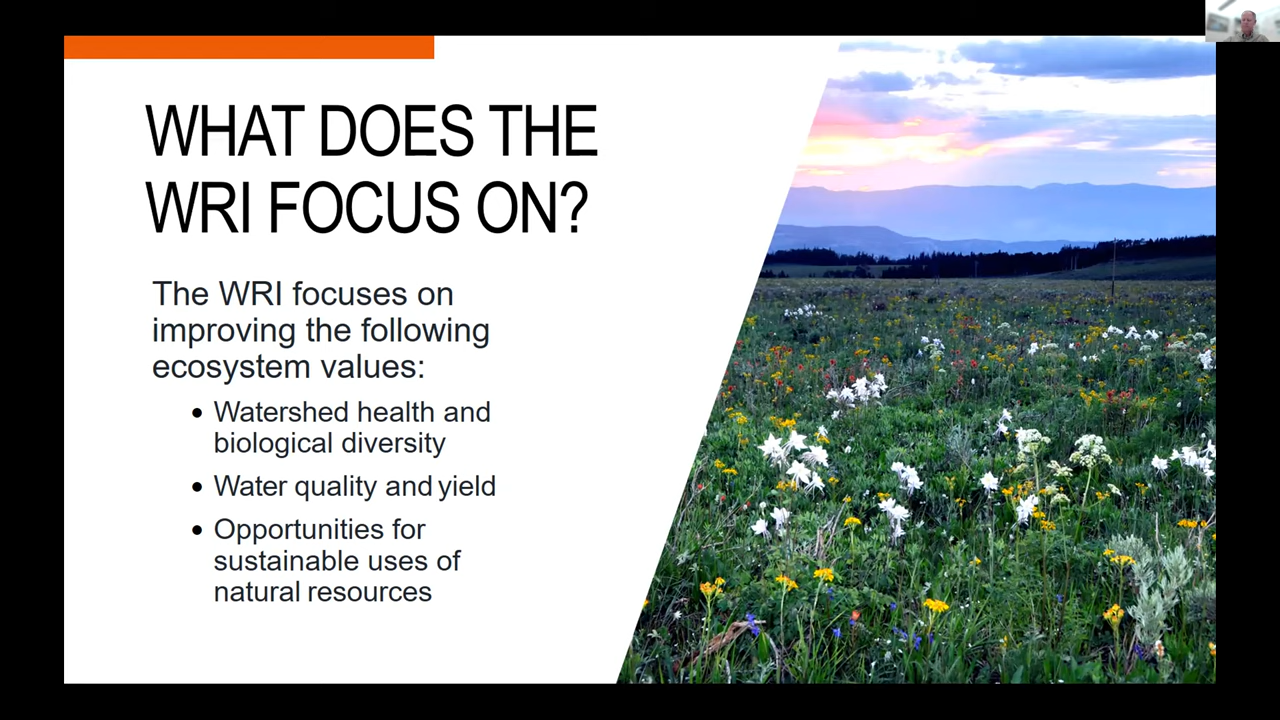 WHAT DOES THE
WRI FOCUS ON?
The WRI focuses on
improving the following
ecosystem values:
• Watershed health and
biological diversity
• Water quality and yield
• Opportunities for
sustainable uses of
natural resources